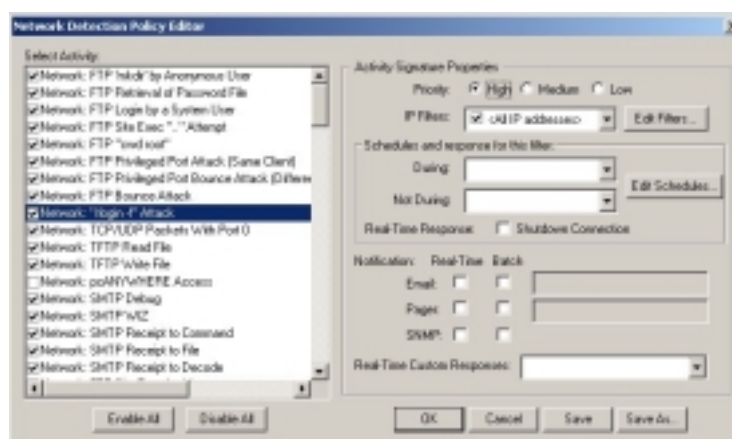 Network Detection Policy Editor
Select Activity:
Network: FTP "mkdir" by Anonymous User
Network: FTP Retrieval of Password File
Network: FTP Login by a System User
Network: FTP Site Exec ".." Attempt
Network: FTP "cwd root"
Network: FTP Privileged Port Attack (Same Client)
Network: FTP Privileged Port Bounce Attack (Differe
Network: FTP Bounce Attack
Network: "rlogin -f" Attack
Network: TCP/UDP Packets With Port 0
Network: TFTP Read File
Network: TFTP Write File
Network: pcANYWHERE Access
Network: SMTP Debug
Network: SMTP WIZ
Network: SMTP Receipt to Command
Network: SMTP Receipt to File
Network: SMTP Receipt to Decode
Enable All
Disable All
Activity Signature Properties
Priority: High Medium Low
IP Filters: <All IP addresses> Edit Filters...
Schedules and response for this filter:
During:
Edit Schedules...
Not During:
Real-Time Response: Shutdown Connection
Notification: Real-Time Batch
Email:
Pager:
SNMP:
Real-Time Custom Responses:
OK Cancel Save Save As...